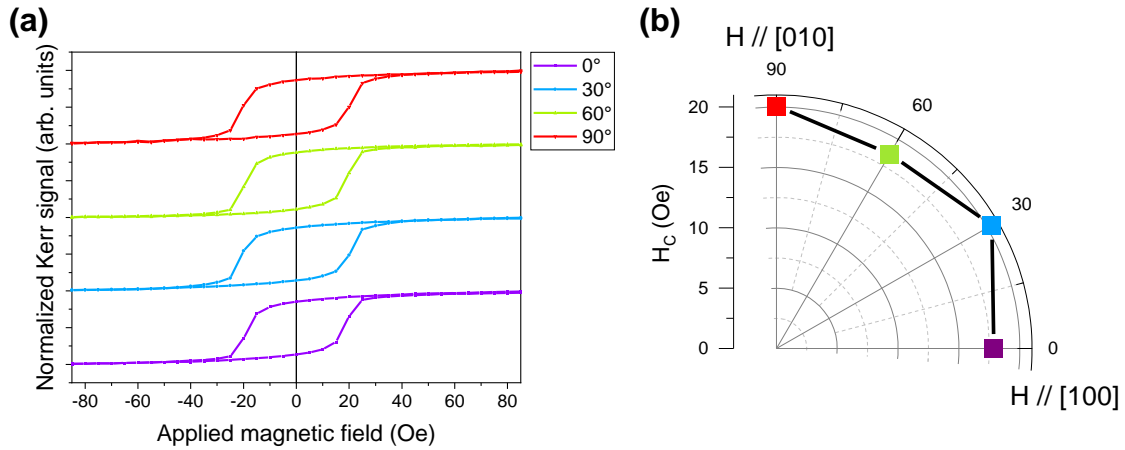 (a)
Normalized Kerr signal (arb. units)
-80 -60 -40 -20 0 20 40 60 80
Applied magnetic field (Oe)
0°
30°
60°
90°
(b)
H // [010]
90
60
30
0
H // [100]
20
15
10
5
0
H_C (Oe)